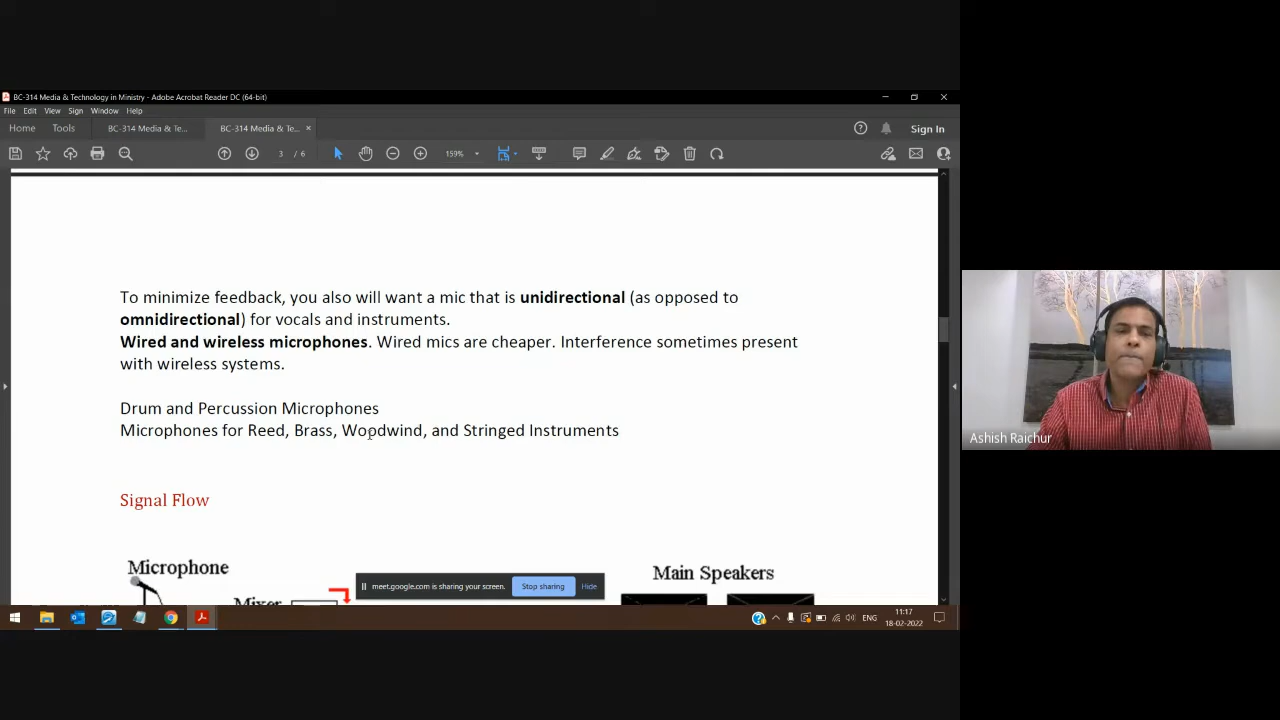 BC-314 Media & Technology in Ministry - Adobe Acrobat Reader DC (64-bit)
File Edit View Sign Window Help
Home Tools BC-314 Media & Te... BC-314 Media & Te... × Sign In
3 / 6 159%
To minimize feedback, you also will want a mic that is unidirectional (as opposed to
omnidirectional) for vocals and instruments.
Wired and wireless microphones. Wired mics are cheaper. Interference sometimes present
with wireless systems.
Drum and Percussion Microphones
Microphones for Reed, Brass, Woodwind, and Stringed Instruments
Signal Flow
Microphone
Main Speakers
Mixer
meet.google.com is sharing your screen. Stop sharing Hide
ENG
11:17
18-02-2022
Ashish Raichur